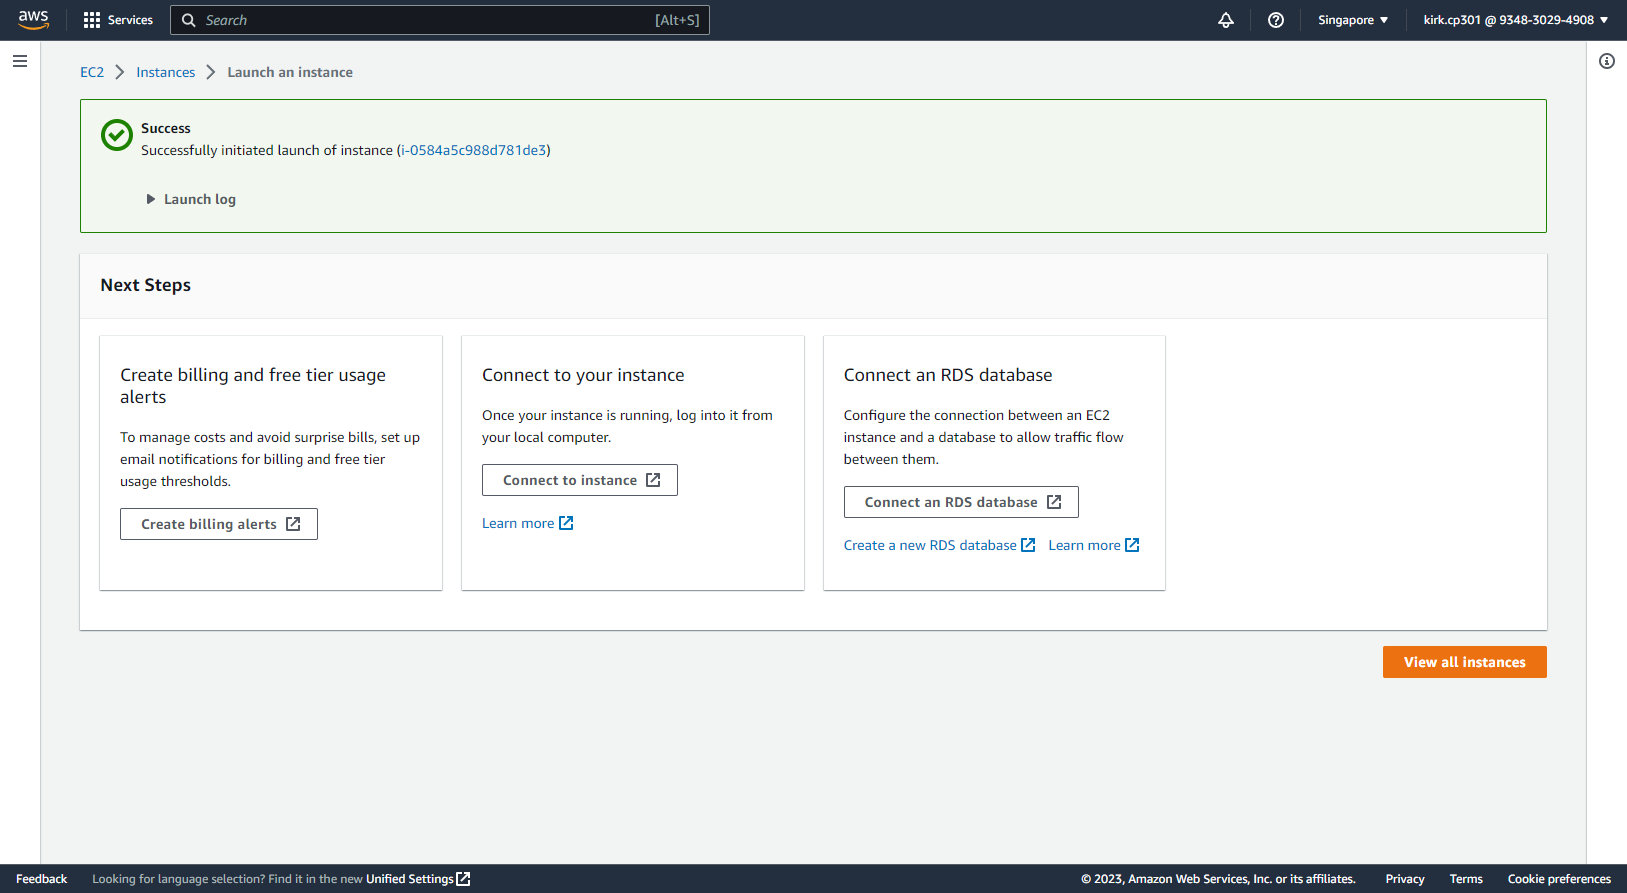 aws
Services
Search
[Alt+S]
Singapore
kirk.cp301 @ 9348-3029-4908
EC2
Instances
Launch an instance
Success
Successfully initiated launch of instance (i-0584a5c988d781de3)
Launch log
Next Steps
Create billing and free tier usage
alerts
To manage costs and avoid surprise bills, set up
email notifications for billing and free tier
usage thresholds.
Create billing alerts
Connect to your instance
Once your instance is running, log into it from
your local computer.
Connect to instance
Learn more
Connect an RDS database
Configure the connection between an EC2
instance and a database to allow traffic flow
between them.
Connect an RDS database
Create a new RDS database
Learn more
View all instances
Feedback
Looking for language selection? Find it in the new Unified Settings
© 2023, Amazon Web Services, Inc. or its affiliates.
Privacy
Terms
Cookie preferences